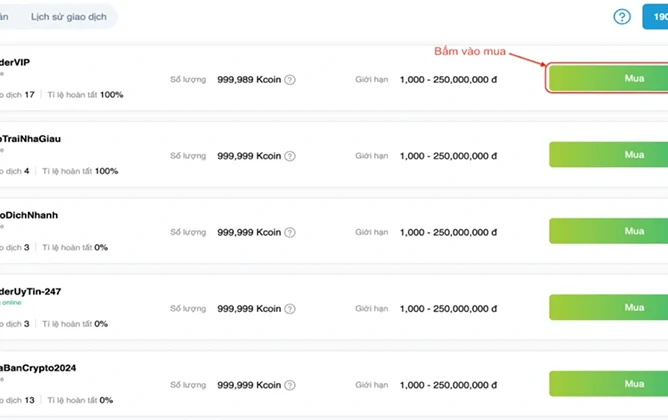 Lịch sử giao dịch
190
Bấm vào mua
derVIP
Số lượng 999,989 Kcoin Giới hạn 1,000 - 250,000,000 đ Mua
dịch 17 Tỉ lệ hoàn tất 100%
TraiNhaGiau
Số lượng 999,999 Kcoin Giới hạn 1,000 - 250,000,000 đ Mua
dịch 4 Tỉ lệ hoàn tất 100%
oDichNhanh
Số lượng 999,999 Kcoin Giới hạn 1,000 - 250,000,000 đ Mua
dịch 3 Tỉ lệ hoàn tất 0%
derUyTin-247
online
Số lượng 999,999 Kcoin Giới hạn 1,000 - 250,000,000 đ Mua
dịch 3 Tỉ lệ hoàn tất 0%
aBanCrypto2024
Số lượng 999,999 Kcoin Giới hạn 1,000 - 250,000,000 đ Mua
dịch 13 Tỉ lệ hoàn tất 0%